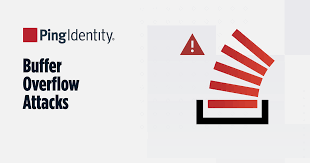 PingIdentity®
Buffer
Overflow
Attacks
!